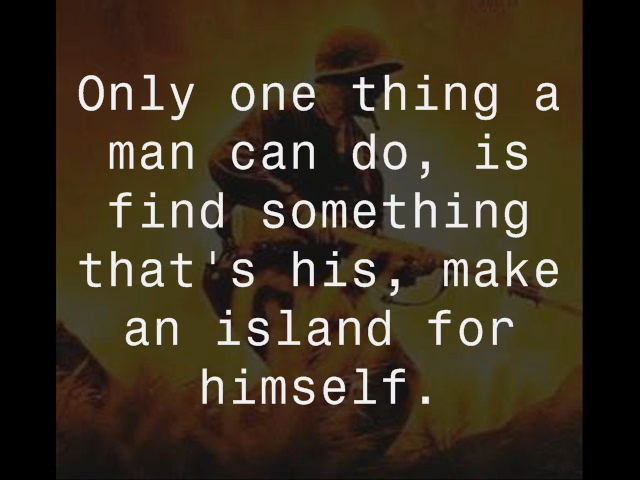 Only one thing a
man can do, is
find something
that's his, make
an island for
himself.